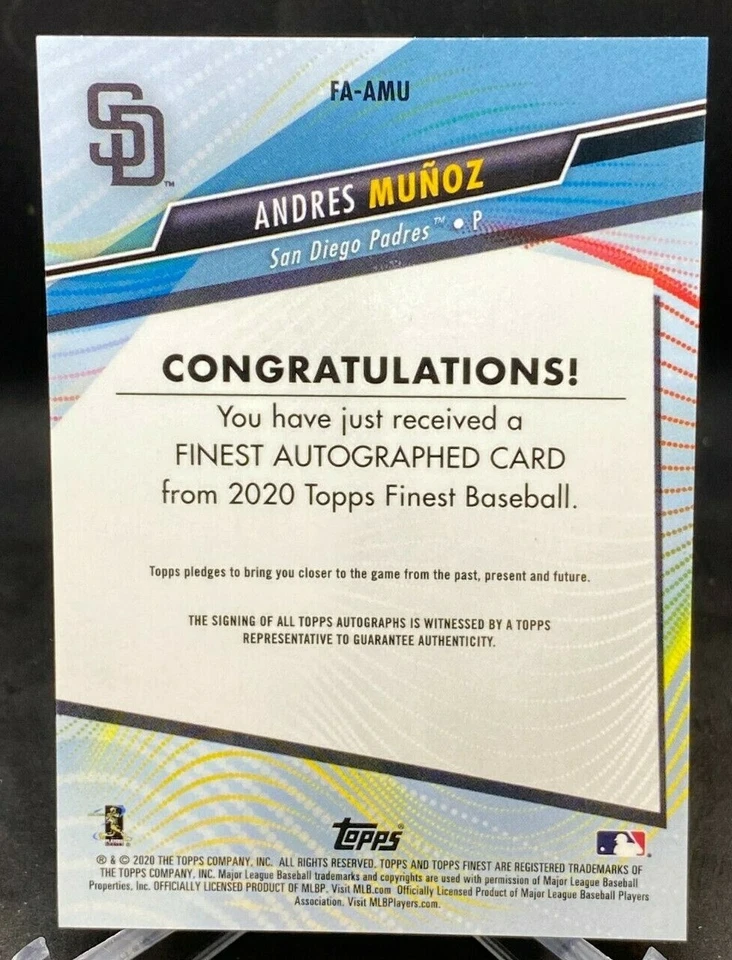 SD™
FA-AMU
ANDRES MUÑOZ
San Diego Padres™ • P
CONGRATULATIONS!
You have just received a
FINEST AUTOGRAPHED CARD
from 2020 Topps Finest Baseball.
Topps pledges to bring you closer to the game from the past, present and future.
THE SIGNING OF ALL TOPPS AUTOGRAPHS IS WITNESSED BY A TOPPS
REPRESENTATIVE TO GUARANTEE AUTHENTICITY.
PLAYERS
Topps®
® & © 2020 THE TOPPS COMPANY, INC. ALL RIGHTS RESERVED. TOPPS AND TOPPS FINEST ARE REGISTERED TRADEMARKS OF
THE TOPPS COMPANY, INC. Major League Baseball trademarks and copyrights are used with permission of Major League Baseball
Properties, Inc. OFFICIALLY LICENSED PRODUCT OF MLBP. Visit MLB.com Officially Licensed Product of Major League Baseball Players
Association. Visit MLBPlayers.com.